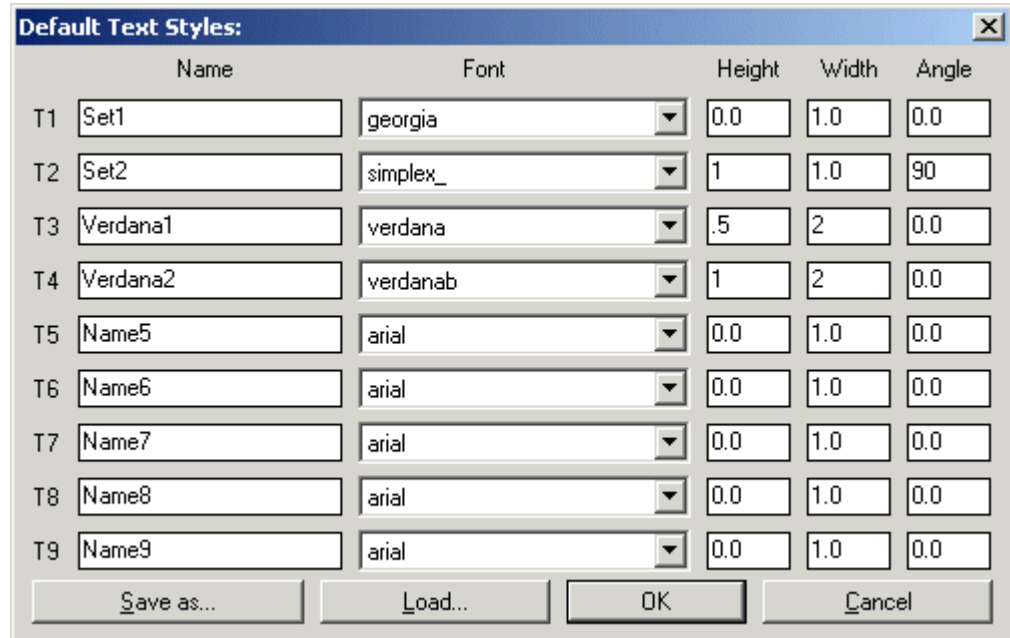 Default Text Styles:
Name Font Height Width Angle
T1 Set1 georgia 0.0 1.0 0.0
T2 Set2 simplex_ 1 1.0 90
T3 Verdana1 verdana .5 2 0.0
T4 Verdana2 verdanab 1 2 0.0
T5 Name5 arial 0.0 1.0 0.0
T6 Name6 arial 0.0 1.0 0.0
T7 Name7 arial 0.0 1.0 0.0
T8 Name8 arial 0.0 1.0 0.0
T9 Name9 arial 0.0 1.0 0.0
Save as... Load... OK Cancel